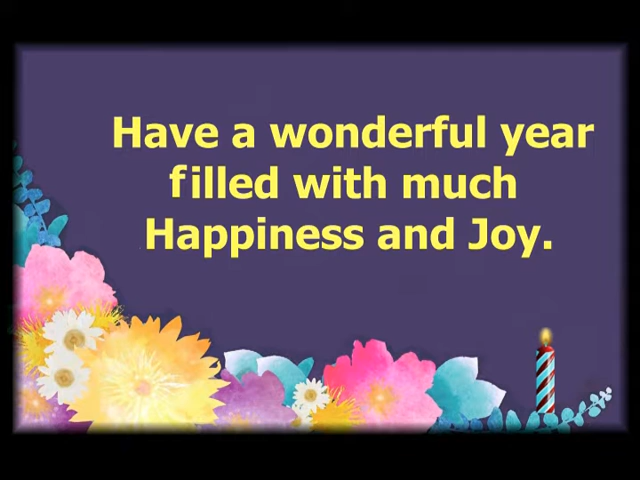 Have a wonderful year
filled with much
Happiness and Joy.